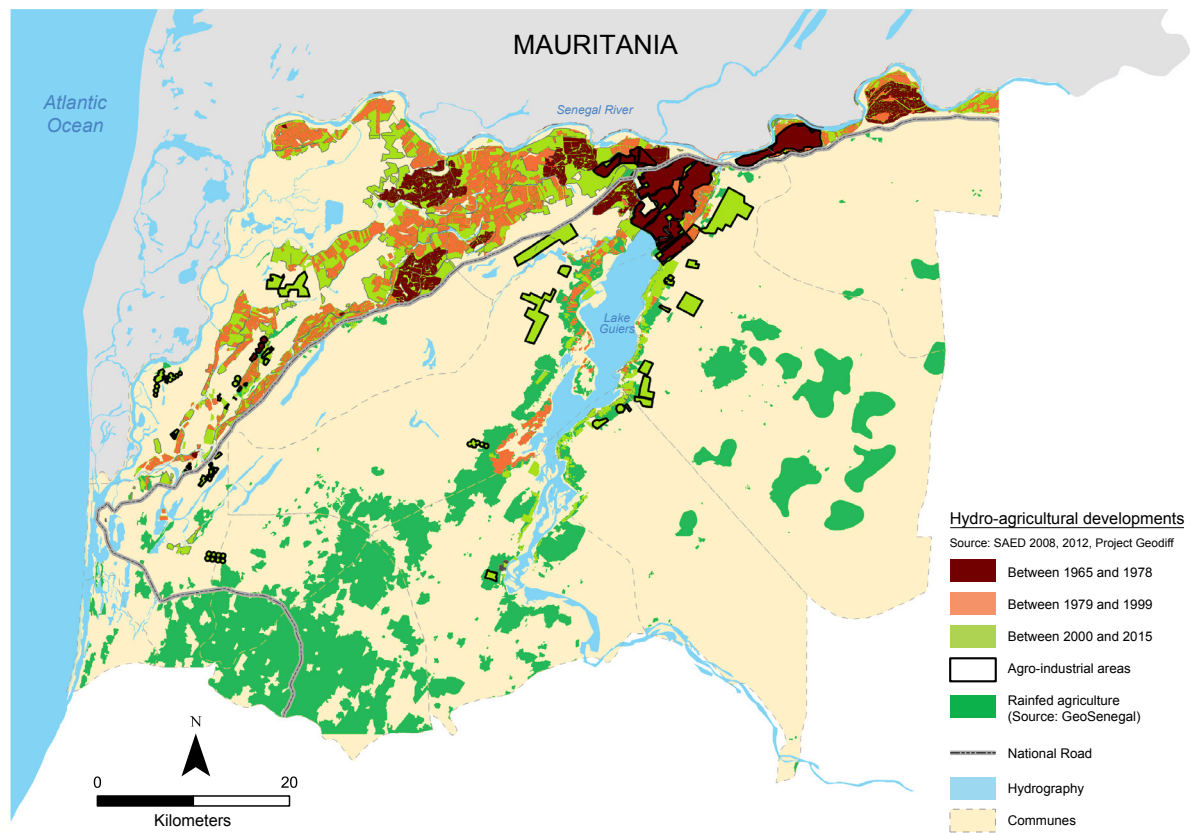 MAURITANIA
Atlantic
Ocean
Senegal River
Lake
Guiers
Hydro-agricultural developments
Source: SAED 2008, 2012, Project Geodiff
Between 1965 and 1978
Between 1979 and 1999
Between 2000 and 2015
Agro-industrial areas
Rainfed agriculture
(Source: GeoSenegal)
National Road
Hydrography
Communes
N
0 20
Kilometers